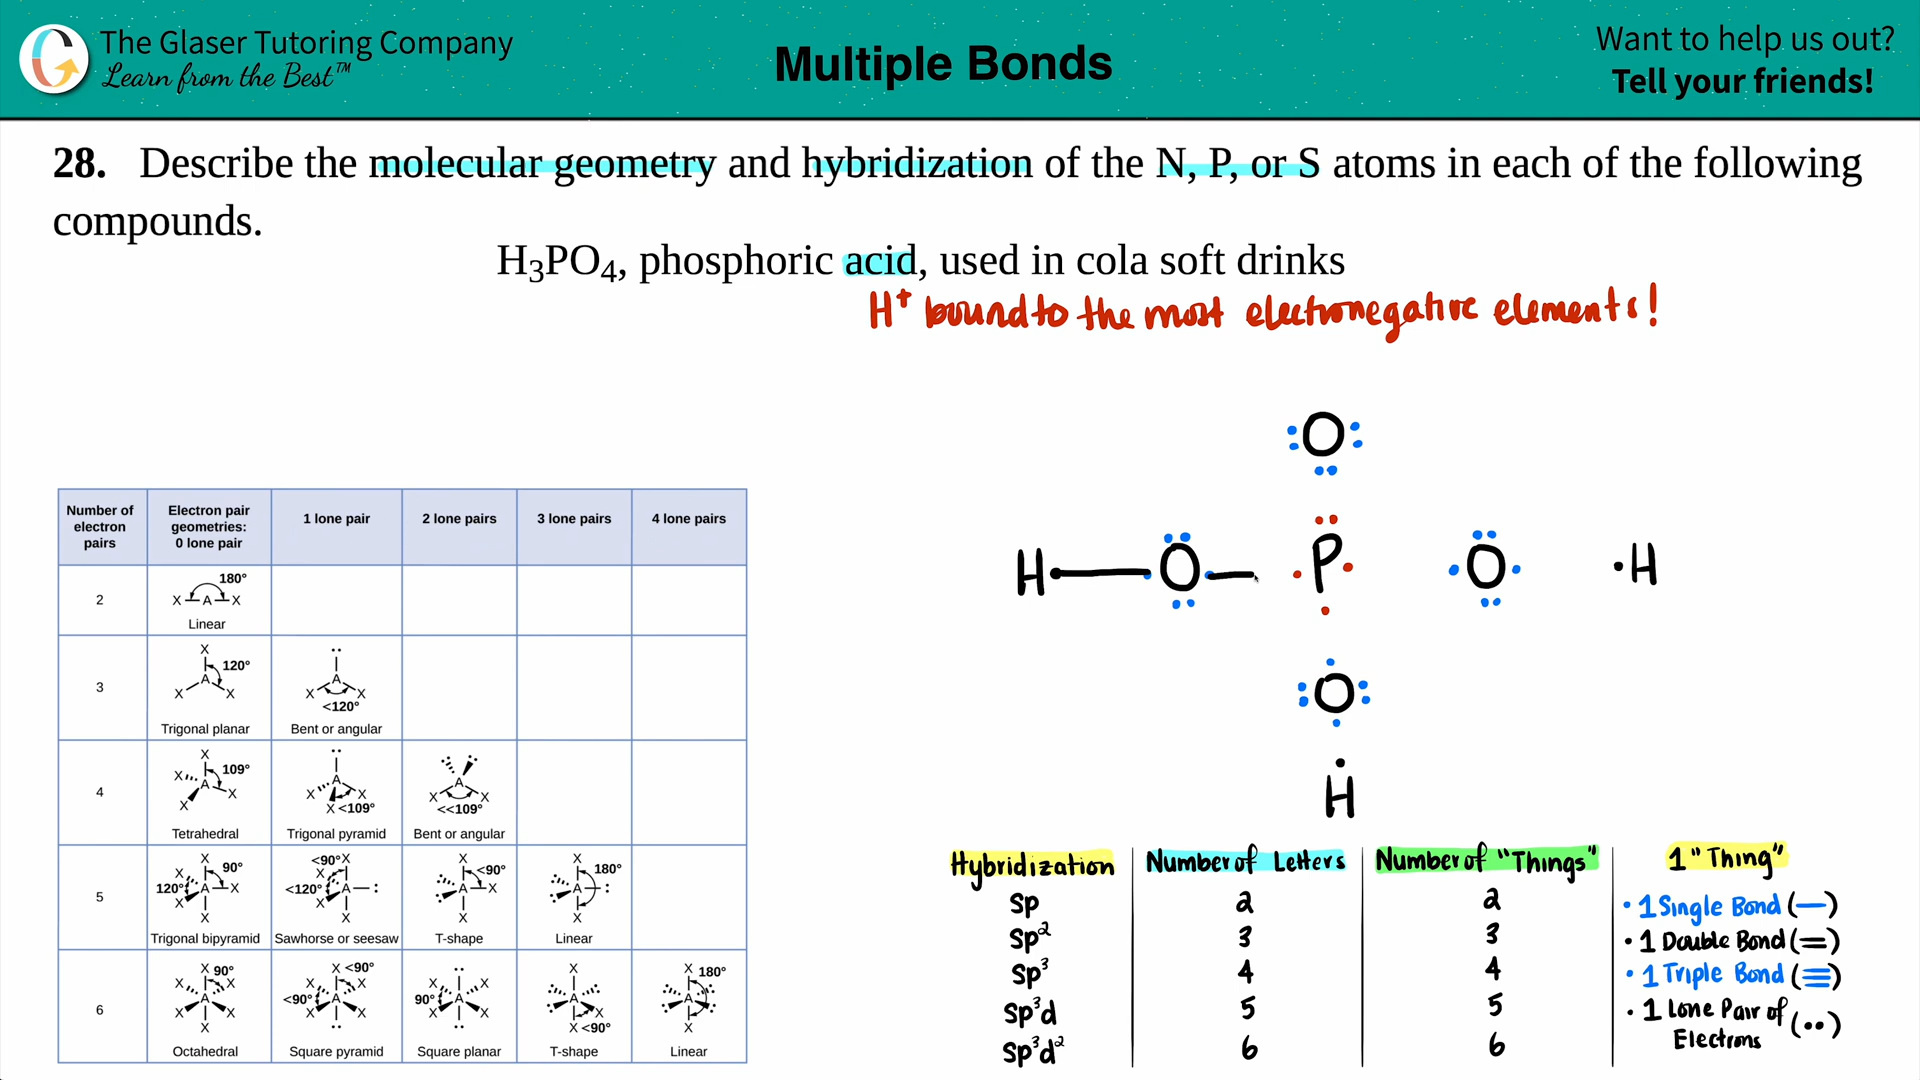 The Glaser Tutoring Company
Learn from the Best™
Multiple Bonds
Want to help us out?
Tell your friends!
28. Describe the molecular geometry and hybridization of the N, P, or S atoms in each of the following
compounds.
H₃PO₄, phosphoric acid, used in cola soft drinks
H⁺ bound to the most electronegative elements!
O
P
H O O H
O
H
Number of electron pairs
Electron pair geometries: 0 lone pair
1 lone pair
2 lone pairs
3 lone pairs
4 lone pairs
2
180°
X A X
Linear
3
X
120°
A
X X
Trigonal planar
A
X X
<120°
Bent or angular
4
X
X 109°
A
X X
Tetrahedral
A
X X
X <109°
Trigonal pyramid
A
X X
<<109°
Bent or angular
5
X 90°
X
120° A X
X
X
Trigonal bipyramid
<90° X
X
<120° A :
X
X
Sawhorse or seesaw
X <90°
A X
X
T-shape
X 180°
A :
X
Linear
6
X 90°
X X
A
X X
X
Octahedral
X <90°
X X
<90° A
X X
Square pyramid
X X
90° A
X X
Square planar
X
A
X
X <90°
T-shape
X 180°
A
X
Linear
Hybridization Number of Letters Number of "Things" 1 "Thing"
Sp 2 2
Sp² 3 3
Sp³ 4 4
Sp³d 5 5
Sp³d² 6 6
• 1 Single Bond (—)
• 1 Double Bond (=)
• 1 Triple Bond (≡)
• 1 Lone Pair of
Electrons (••)